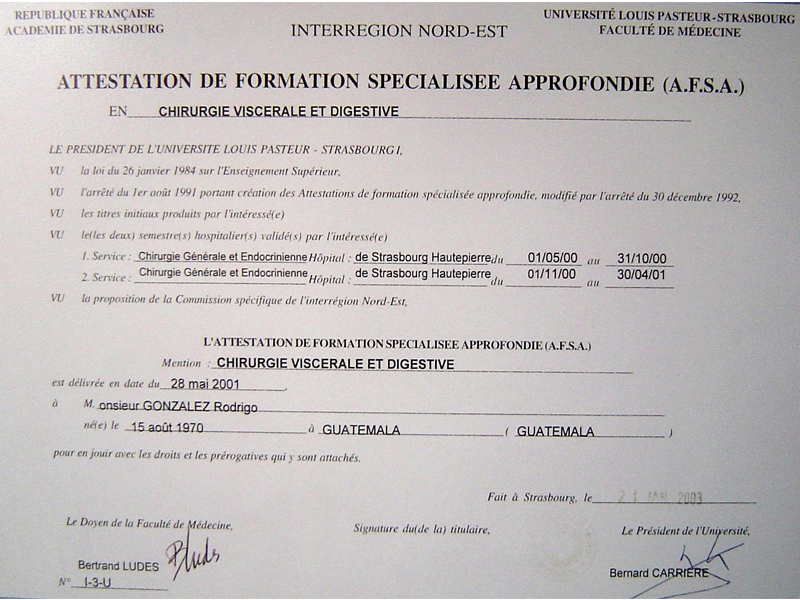 RÉPUBLIQUE FRANÇAISE
ACADEMIE DE STRASBOURG
INTERREGION NORD-EST
UNIVERSITÉ LOUIS PASTEUR-STRASBOURG
FACULTÉ DE MÉDECINE
ATTESTATION DE FORMATION SPECIALISEE APPROFONDIE (A.F.S.A.)
EN CHIRURGIE VISCERALE ET DIGESTIVE
LE PRESIDENT DE L'UNIVERSITE LOUIS PASTEUR - STRASBOURG I,
VU la loi du 26 janvier 1984 sur l'Enseignement Supérieur,
VU l'arrêté du 1er août 1991 portant création des Attestations de formation spécialisée approfondie, modifié par l'arrêté du 30 décembre 1992,
VU les titres initiaux produits par l'intéressé(e)
VU le(les deux) semestre(s) hospitalier(s) validé(s) par l'intéressé(e)
1. Service : Chirurgie Générale et Endocrinienne Hôpital : de Strasbourg Hautepierre du 01/05/00 au 31/10/00
2. Service : Chirurgie Générale et Endocrinienne Hôpital : de Strasbourg Hautepierre du 01/11/00 au 30/04/01
VU la proposition de la Commission spécifique de l'interrégion Nord-Est,
L'ATTESTATION DE FORMATION SPECIALISEE APPROFONDIE (A.F.S.A.)
Mention : CHIRURGIE VISCERALE ET DIGESTIVE
est délivrée en date du 28 mai 2001
à M. onsieur GONZALEZ Rodrigo
né(e) le 15 août 1970 à GUATEMALA ( GUATEMALA )
pour en jouir avec les droits et les prérogatives qui y sont attachés.
Fait à Strasbourg, le 21 JAN. 2003
Le Doyen de la Faculté de Médecine,
Signature du(de la) titulaire,
Le Président de l'Université,
Bertrand LUDES
Bludes
N° I-3-U
Bernard CARRIERE